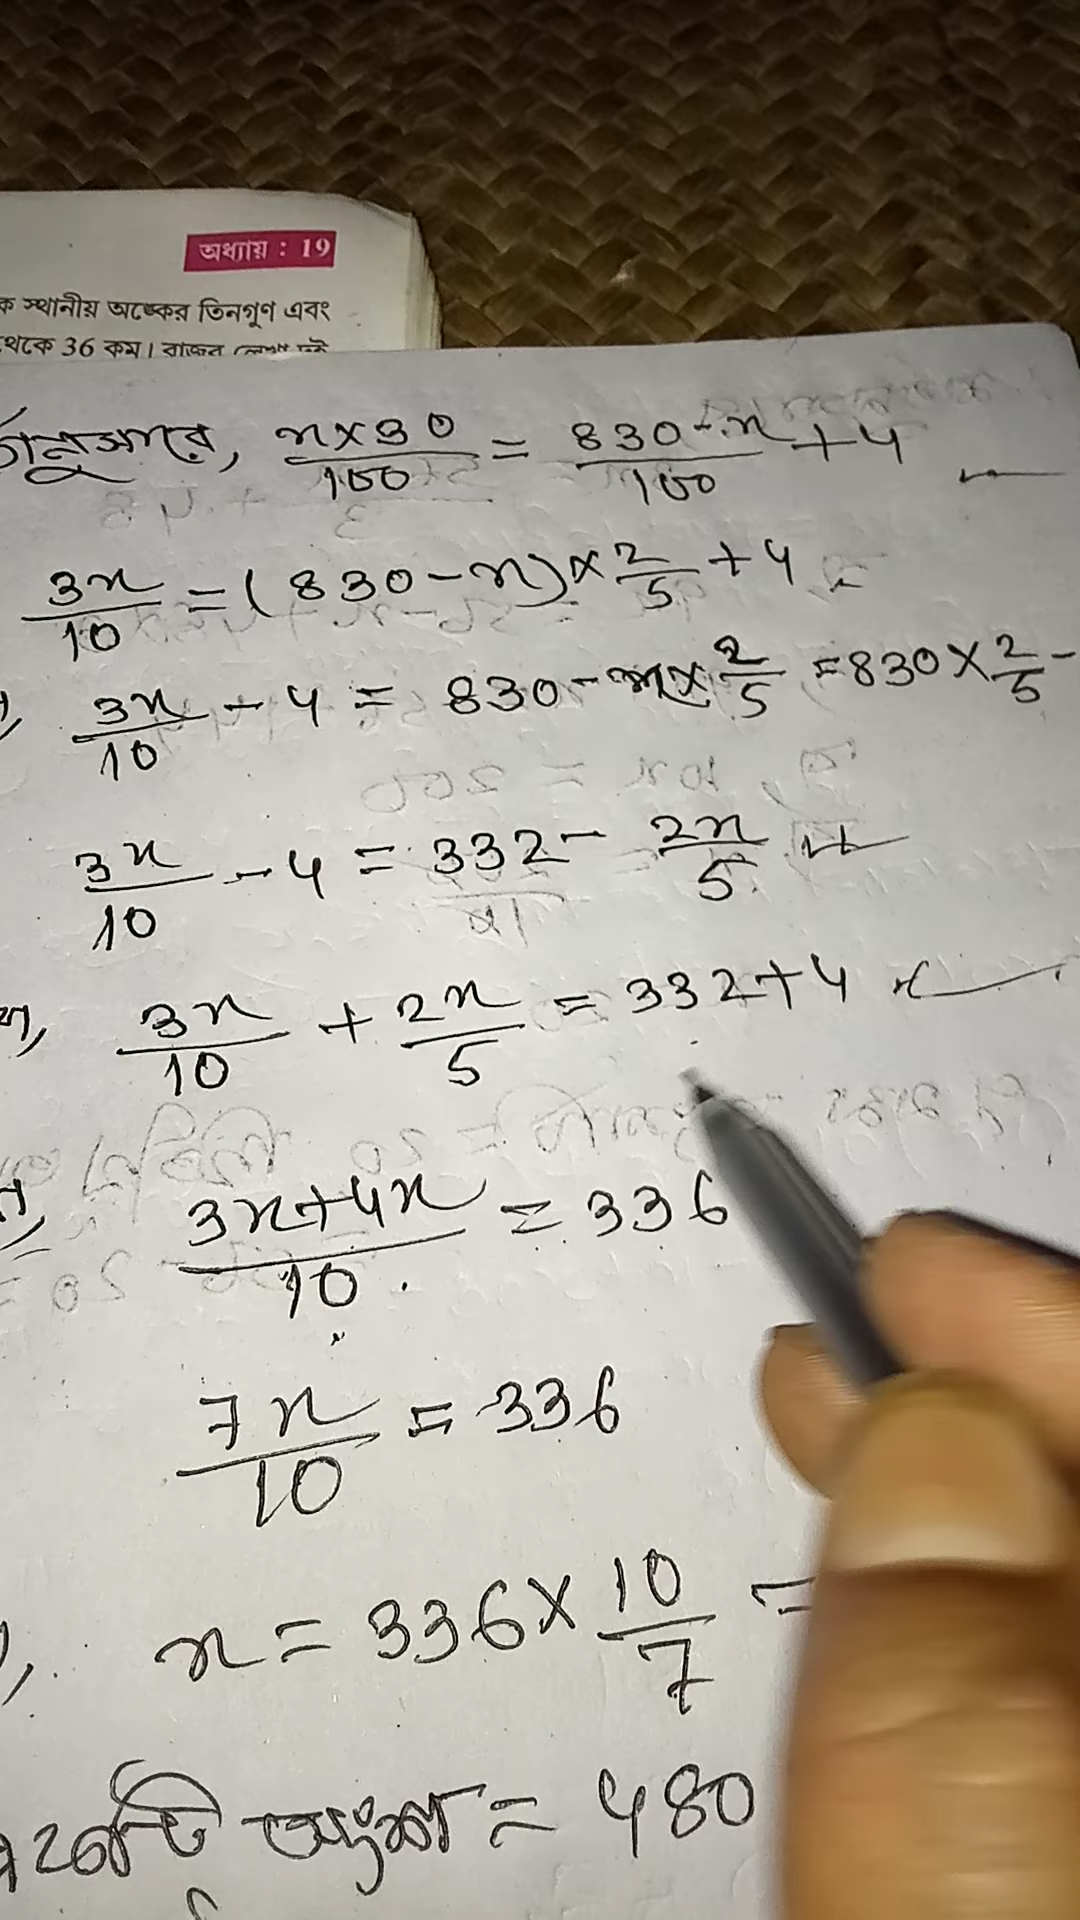 অধ্যায় : 19
ক স্থানীয় অঙ্কের তিনগুণ এবং
থেকে 36 কম।
র্তানুসারে, x×30/100 = 830-x/100 + 4
3x/10 = (830-x)×2/5 + 4
3x/10 - 4 = 830-x×2/5 = 830×2/5 -
3x/10 - 4 = 332 - 2x/5
3x/10 + 2x/5 = 332+4
3x+4x/10 = 336
7x/10 = 336
x = 336×10/7 =
অংশ = 480